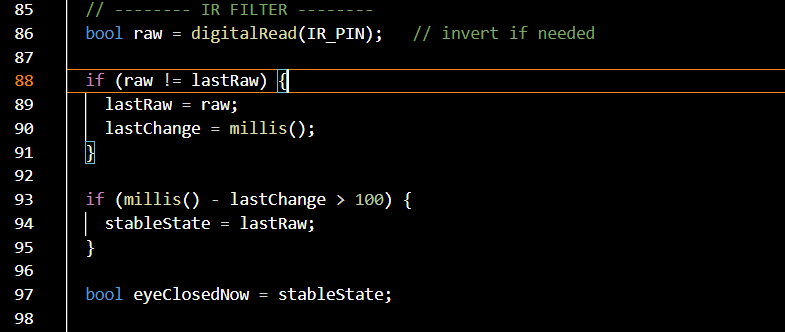 85 // -------- IR FILTER --------
86 bool raw = digitalRead(IR_PIN);   // invert if needed
87
88 if (raw != lastRaw) {
89   lastRaw = raw;
90   lastChange = millis();
91 }
92
93 if (millis() - lastChange > 100) {
94   stableState = lastRaw;
95 }
96
97 bool eyeClosedNow = stableState;
98